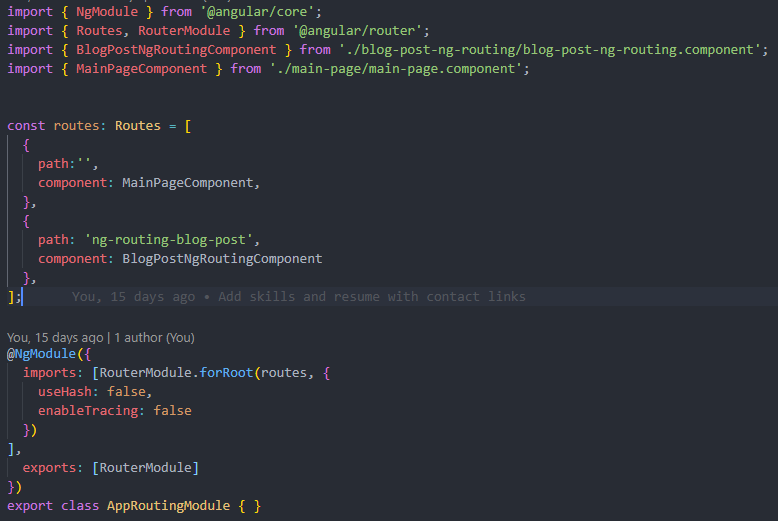 import { NgModule } from '@angular/core';
import { Routes, RouterModule } from '@angular/router';
import { BlogPostNgRoutingComponent } from './blog-post-ng-routing/blog-post-ng-routing.component';
import { MainPageComponent } from './main-page/main-page.component';
const routes: Routes = [
  {
    path:'',
    component: MainPageComponent,
  },
  {
    path: 'ng-routing-blog-post',
    component: BlogPostNgRoutingComponent
  },
];      You, 15 days ago • Add skills and resume with contact links
You, 15 days ago | 1 author (You)
@NgModule({
  imports: [RouterModule.forRoot(routes, {
    useHash: false,
    enableTracing: false
  })
],
  exports: [RouterModule]
})
export class AppRoutingModule { }